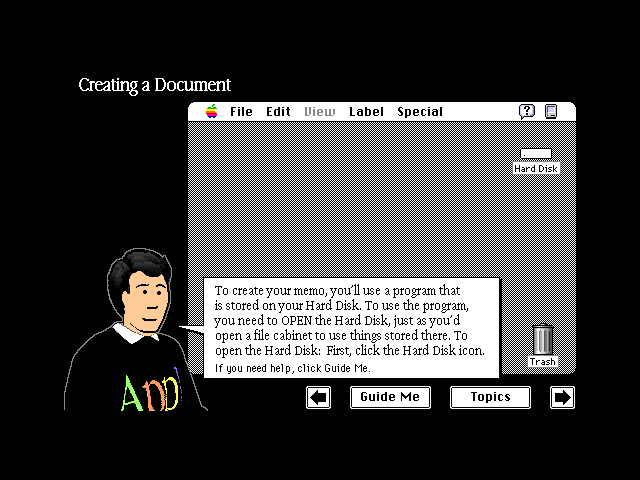 Creating a Document
File Edit View Label Special
Hard Disk
To create your memo, you'll use a program that
is stored on your Hard Disk. To use the program,
you need to OPEN the Hard Disk, just as you'd
open a file cabinet to use things stored there. To
open the Hard Disk: First, click the Hard Disk icon.
If you need help, click Guide Me.
Trash
Appl
Guide Me
Topics